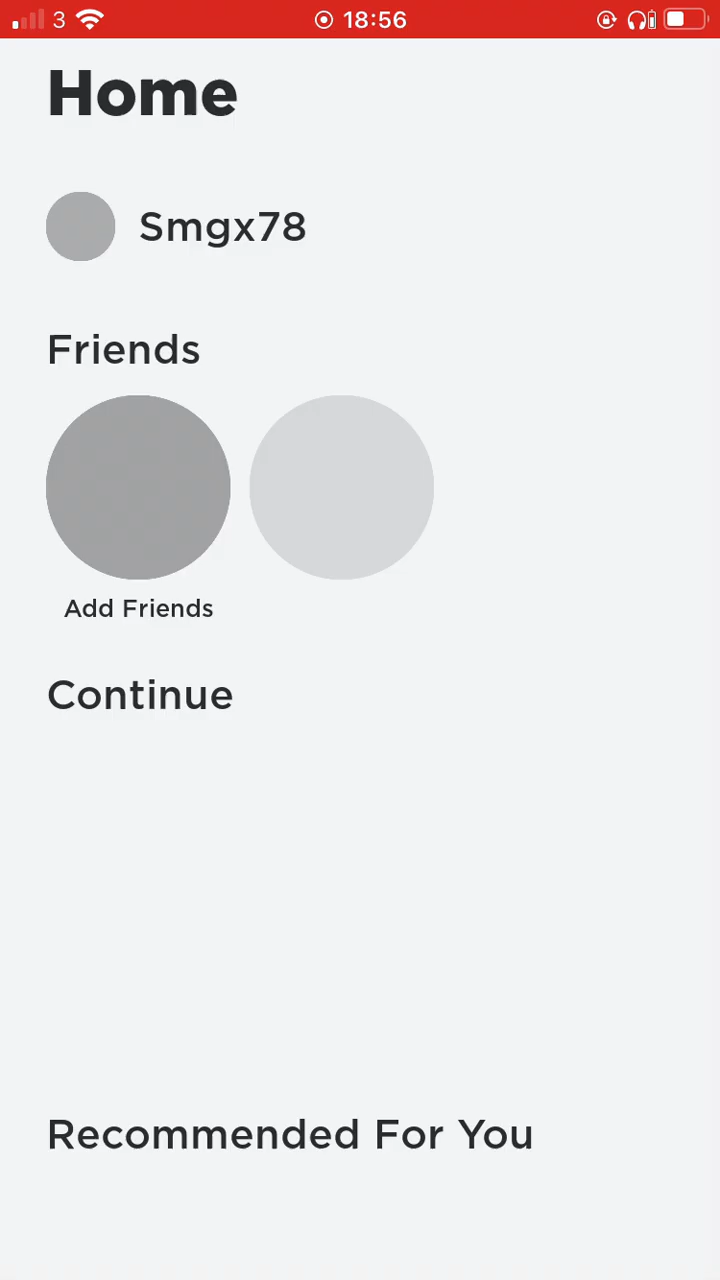 3 18:56
Home
Smgx78
Friends
Add Friends
Continue
Recommended For You